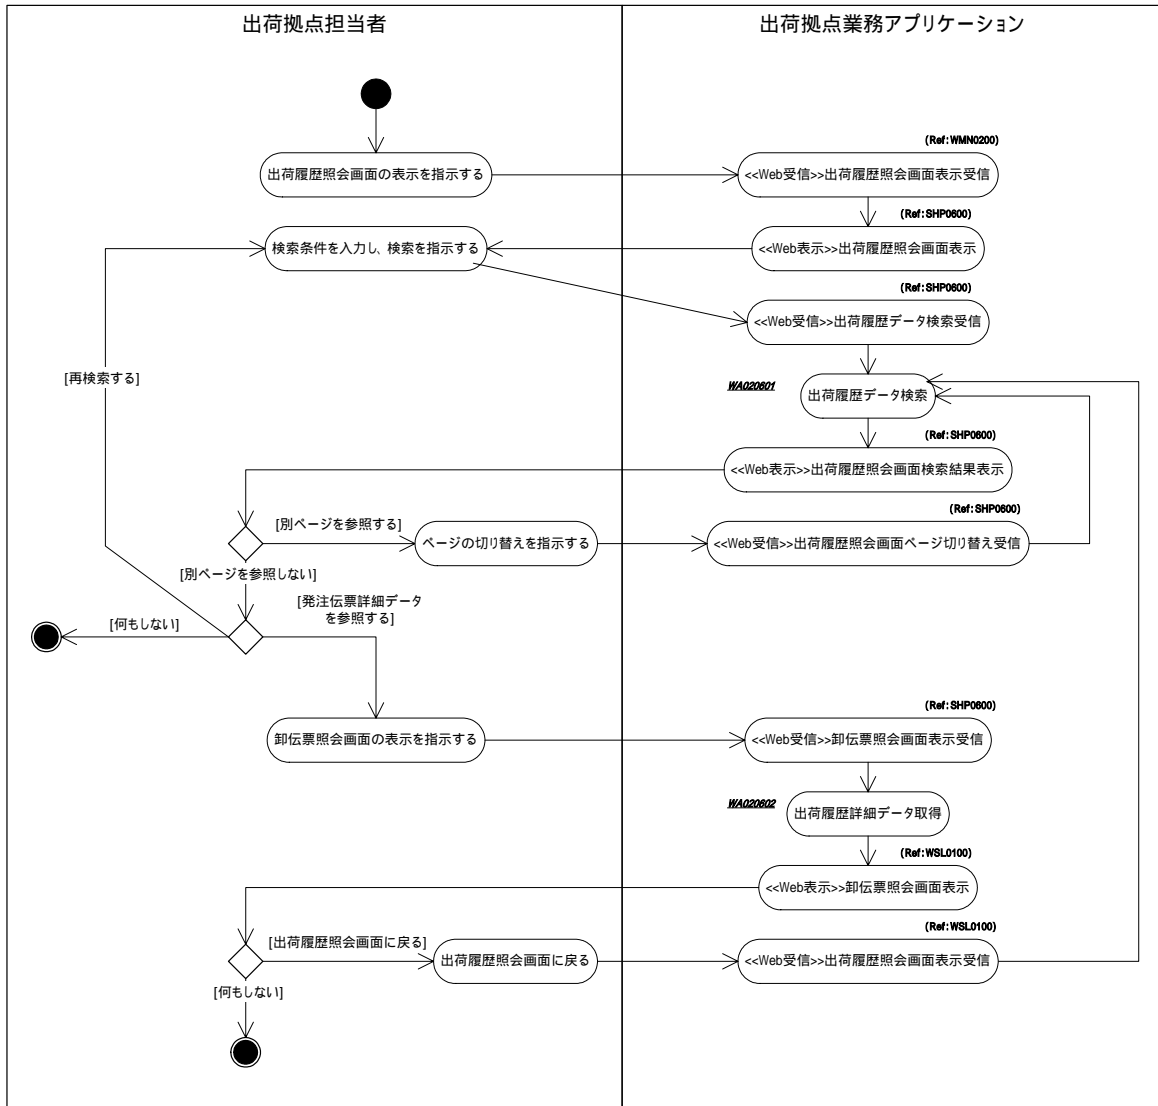 出荷拠点担当者
出荷拠点業務アプリケーション
(Ref:WMN0200)
出荷履歴照会画面の表示を指示する
<<Web受信>>出荷履歴照会画面表示受信
(Ref:SHP0600)
検索条件を入力し、検索を指示する
<<Web表示>>出荷履歴照会画面表示
(Ref:SHP0600)
<<Web受信>>出荷履歴データ検索受信
[再検索する]
WA020601
出荷履歴データ検索
(Ref:SHP0600)
<<Web表示>>出荷履歴照会画面検索結果表示
(Ref:SHP0600)
[別ページを参照する]
ページの切り替えを指示する
<<Web受信>>出荷履歴照会画面ページ切り替え受信
[別ページを参照しない]
[発注伝票詳細データ
を参照する]
[何もしない]
(Ref:SHP0600)
卸伝票照会画面の表示を指示する
<<Web受信>>卸伝票照会画面表示受信
WA020602
出荷履歴詳細データ取得
(Ref:WSL0100)
<<Web表示>>卸伝票照会画面表示
(Ref:WSL0100)
[出荷履歴照会画面に戻る]
出荷履歴照会画面に戻る
<<Web受信>>出荷履歴照会画面表示受信
[何もしない]